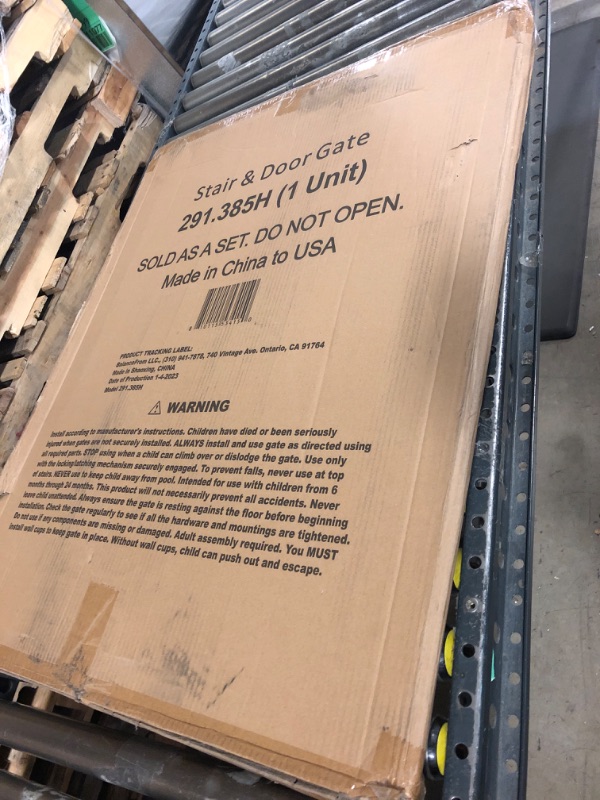 Stair & Door Gate
291.385H (1 Unit)
SOLD AS A SET. DO NOT OPEN.
Made in China to USA
PRODUCT TRACKING LABEL:
BalanceFrom LLC., (310) 941-7878, 740 Vintage Ave. Ontario, CA 91764
Made in Shenning, CHINA
Date of Production 1-4-2023
Model 291.385H
⚠ WARNING
Install according to manufacturer's instructions. Children have died or been seriously
injured when gates are not securely installed. ALWAYS install and use gate as directed using
all required parts. STOP using when a child can climb over or dislodge the gate. Use only
with the locking/latching mechanism securely engaged. To prevent falls, never use at top
of stairs. NEVER use to keep child away from pool. Intended for use with children from 6
months through 24 months. This product will not necessarily prevent all accidents. Never
leave child unattended. Always ensure the gate is resting against the floor before beginning
installation. Check the gate regularly to see if all the hardware and mountings are tightened.
Do not use if any components are missing or damaged. Adult assembly required. You MUST
install wall cups to keep gate in place. Without wall cups, child can push out and escape.